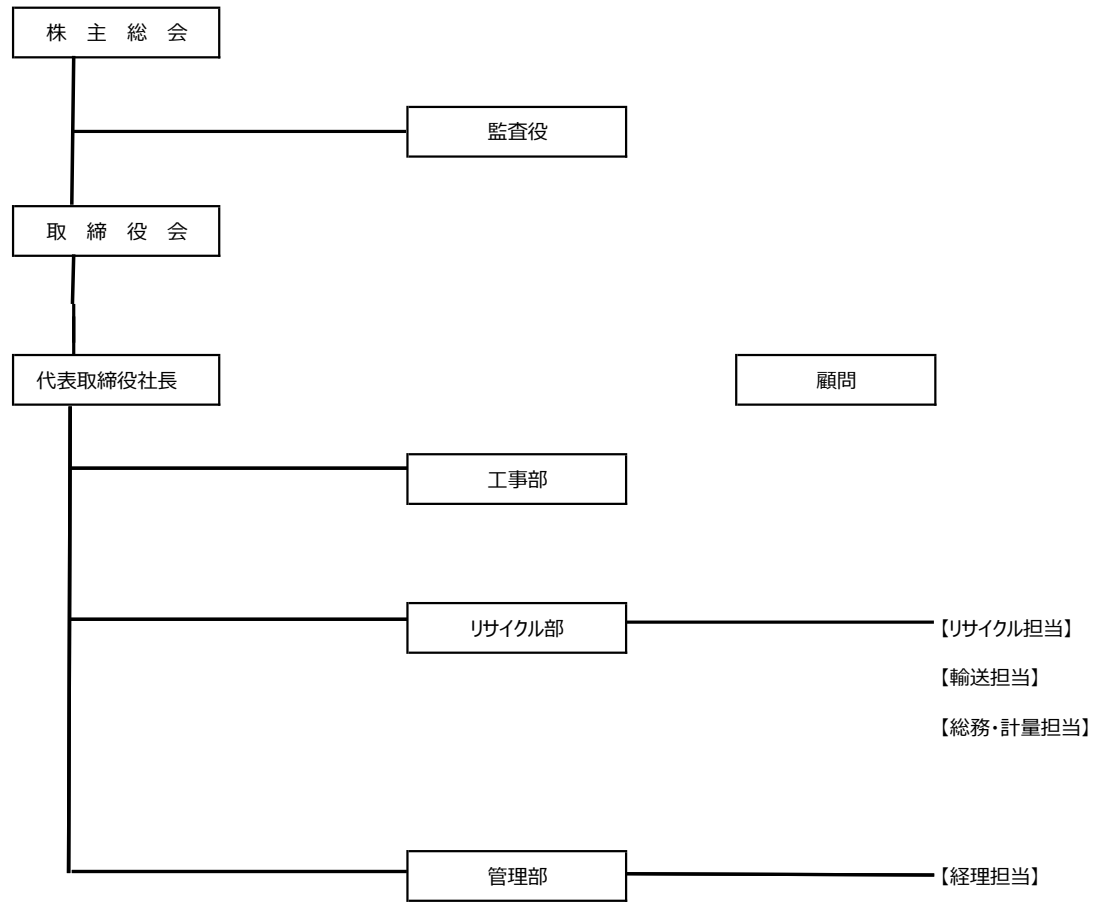 株 主 総 会
監査役
取 締 役 会
代表取締役社長
顧問
工事部
リサイクル部
【リサイクル担当】
【輸送担当】
【総務・計量担当】
管理部
【経理担当】